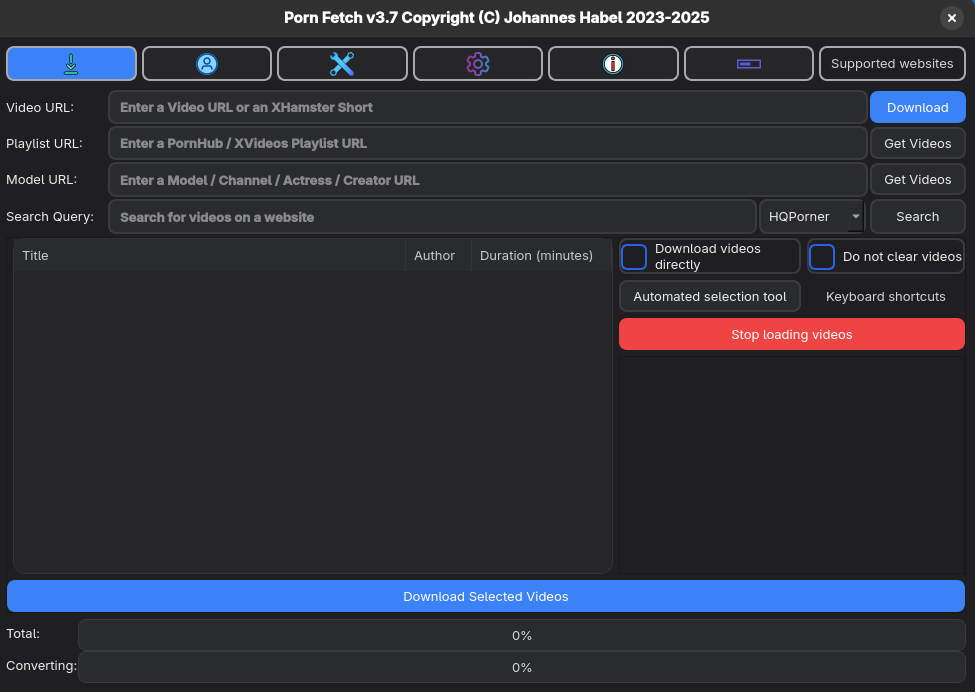 Porn Fetch v3.7 Copyright (C) Johannes Habel 2023-2025
Supported websites
Video URL:
Enter a Video URL or an XHamster Short
Download
Playlist URL:
Enter a PornHub / XVideos Playlist URL
Get Videos
Model URL:
Enter a Model / Channel / Actress / Creator URL
Get Videos
Search Query:
Search for videos on a website
HQPorner
Search
Title
Author
Duration (minutes)
Download videos
directly
Do not clear videos
Automated selection tool
Keyboard shortcuts
Stop loading videos
Download Selected Videos
Total:
0%
Converting:
0%